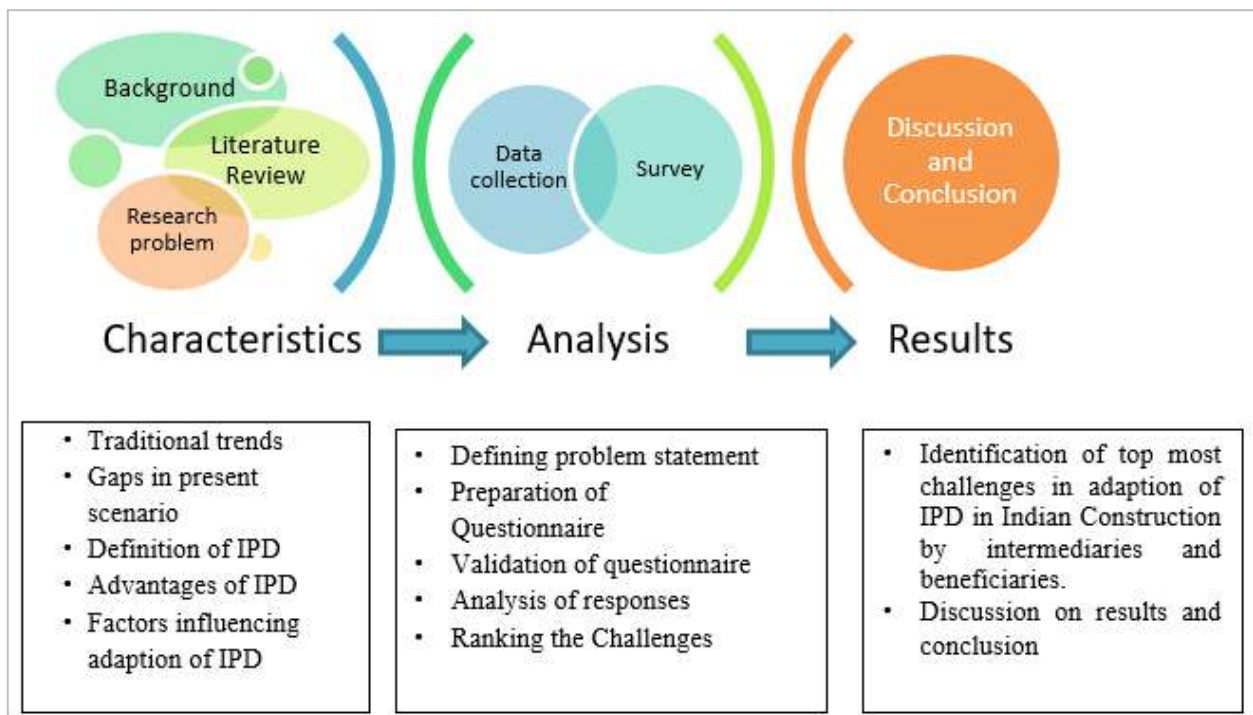 Background
Literature
Review
Research
problem
Data
collection
Survey
Discussion
and
Conclusion
Characteristics
Analysis
Results
• Traditional trends
• Gaps in present
scenario
• Definition of IPD
• Advantages of IPD
• Factors influencing
adaption of IPD
• Defining problem statement
• Preparation of
Questionnaire
• Validation of questionnaire
• Analysis of responses
• Ranking the Challenges
• Identification of top most
challenges in adaption of
IPD in Indian Construction
by intermediaries and
beneficiaries.
• Discussion on results and
conclusion